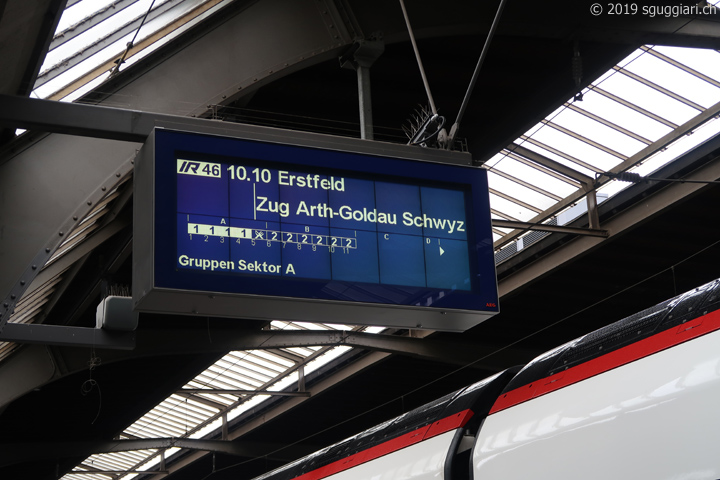 © 2019 sguggiari.ch
IR 46 10.10 Erstfeld
Zug Arth-Goldau Schwyz
A B C D
1 1 1 1 2 2 2 2 2 2
1 2 3 4 5 6 7 8 9 10 11
Gruppen Sektor A